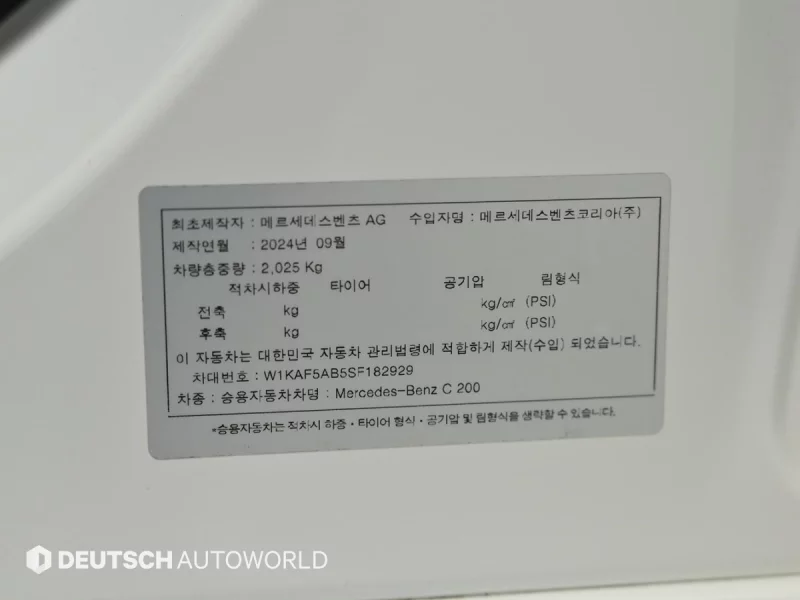 최초제작자 : 메르세데스벤츠 AG 수입자명 : 메르세데스벤츠코리아(주)
제작연월 : 2024년 09월
차량총중량 : 2,025 Kg
적차시하중 타이어 공기압 림형식
전축 kg kg/㎠ (PSI)
후축 kg kg/㎠ (PSI)
이 자동차는 대한민국 자동차 관리법령에 적합하게 제작(수입) 되었습니다.
차대번호 : W1KAF5AB5SF182929
차종 : 승용자동차차명 : Mercedes-Benz C 200
*승용자동차는 적차시 하중・타이어 형식・공기압 및 림형식을 생략할 수 있습니다.
DEUTSCH AUTOWORLD